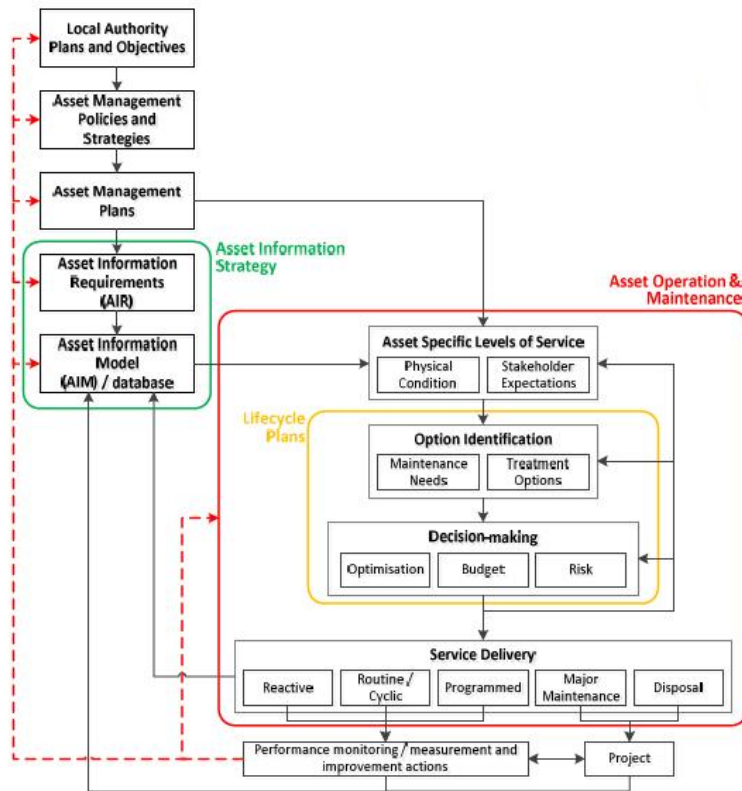 Local Authority
Plans and Objectives
Asset Management
Policies and
Strategies
Asset Management
Plans
Asset Information
Strategy
Asset Information
Requirements
(AIR)
Asset Operation &
Maintenance
Asset Information
Model
(AIM) / database
Asset Specific Levels of Service
Physical
Condition
Stakeholder
Expectations
Lifecycle
Plans
Option Identification
Maintenance
Needs
Treatment
Options
Decision-making
Optimisation
Budget
Risk
Service Delivery
Reactive
Routine /
Cyclic
Programmed
Major
Maintenance
Disposal
Performance monitoring / measurement and
improvement actions
Project